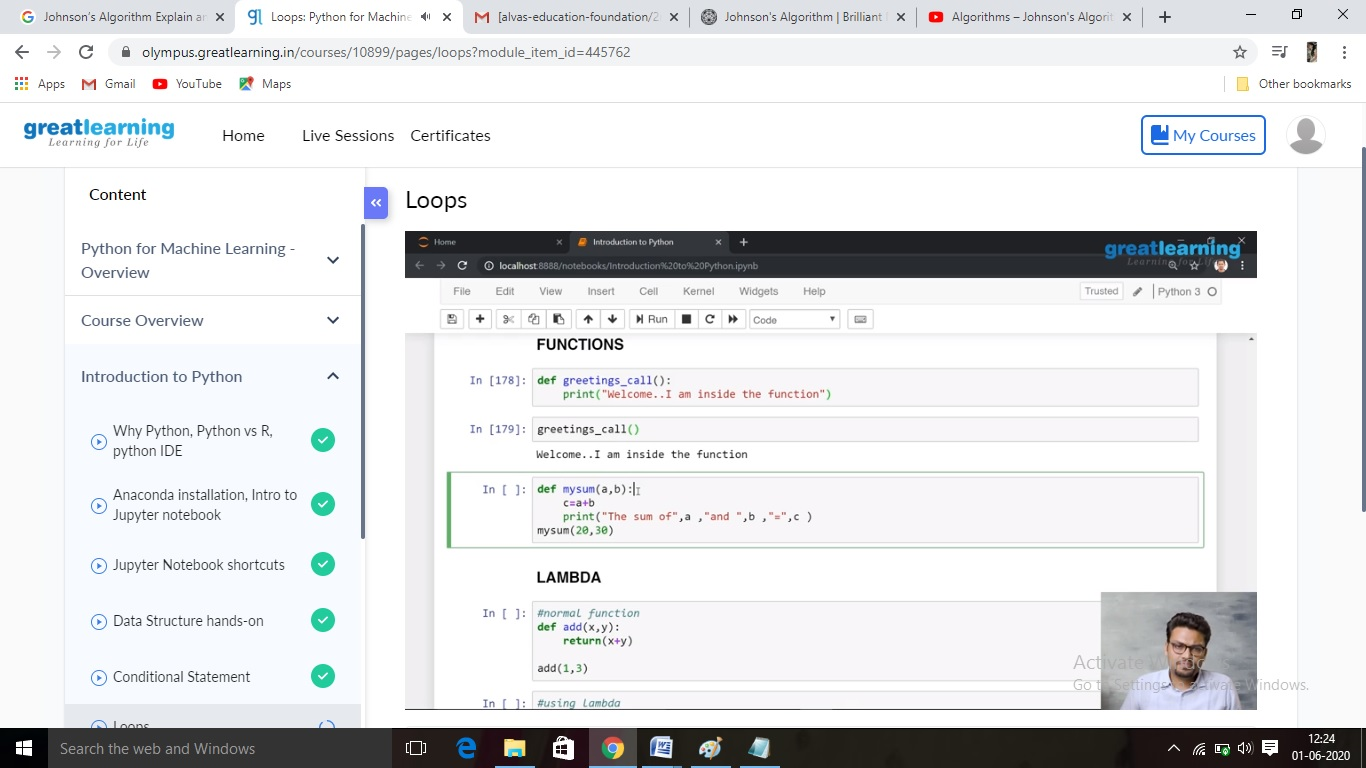 Johnson's Algorithm Explain an
Loops: Python for Machine
[alvas-education-foundation/2
Johnson's Algorithm | Brilliant
Algorithms – Johnson's Algorit
olympus.greatlearning.in/courses/10899/pages/loops?module_item_id=445762
Apps Gmail YouTube Maps Other bookmarks
greatlearning
Learning for Life
Home Live Sessions Certificates My Courses
Content
Python for Machine Learning -
Overview
Course Overview
Introduction to Python
Why Python, Python vs R,
python IDE
Anaconda installation, Intro to
Jupyter notebook
Jupyter Notebook shortcuts
Data Structure hands-on
Conditional Statement
Loops
Loops
Home Introduction to Python
localhost:8888/notebooks/Introduction%20to%20Python.ipynb
greatlearning
Learning for Life
File Edit View Insert Cell Kernel Widgets Help Trusted Python 3
Run Code
FUNCTIONS
In [178]: def greetings_call():
print("Welcome..I am inside the function")
In [179]: greetings_call()
Welcome..I am inside the function
In [ ]: def mysum(a,b):
c=a+b
print("The sum of",a ,"and ",b ,"=",c )
mysum(20,30)
LAMBDA
In [ ]: #normal function
def add(x,y):
return(x+y)
add(1,3)
In [ ]: #using lambda
Activate Windows
Go to Settings to activate Windows.
Search the web and Windows
12:24
01-06-2020